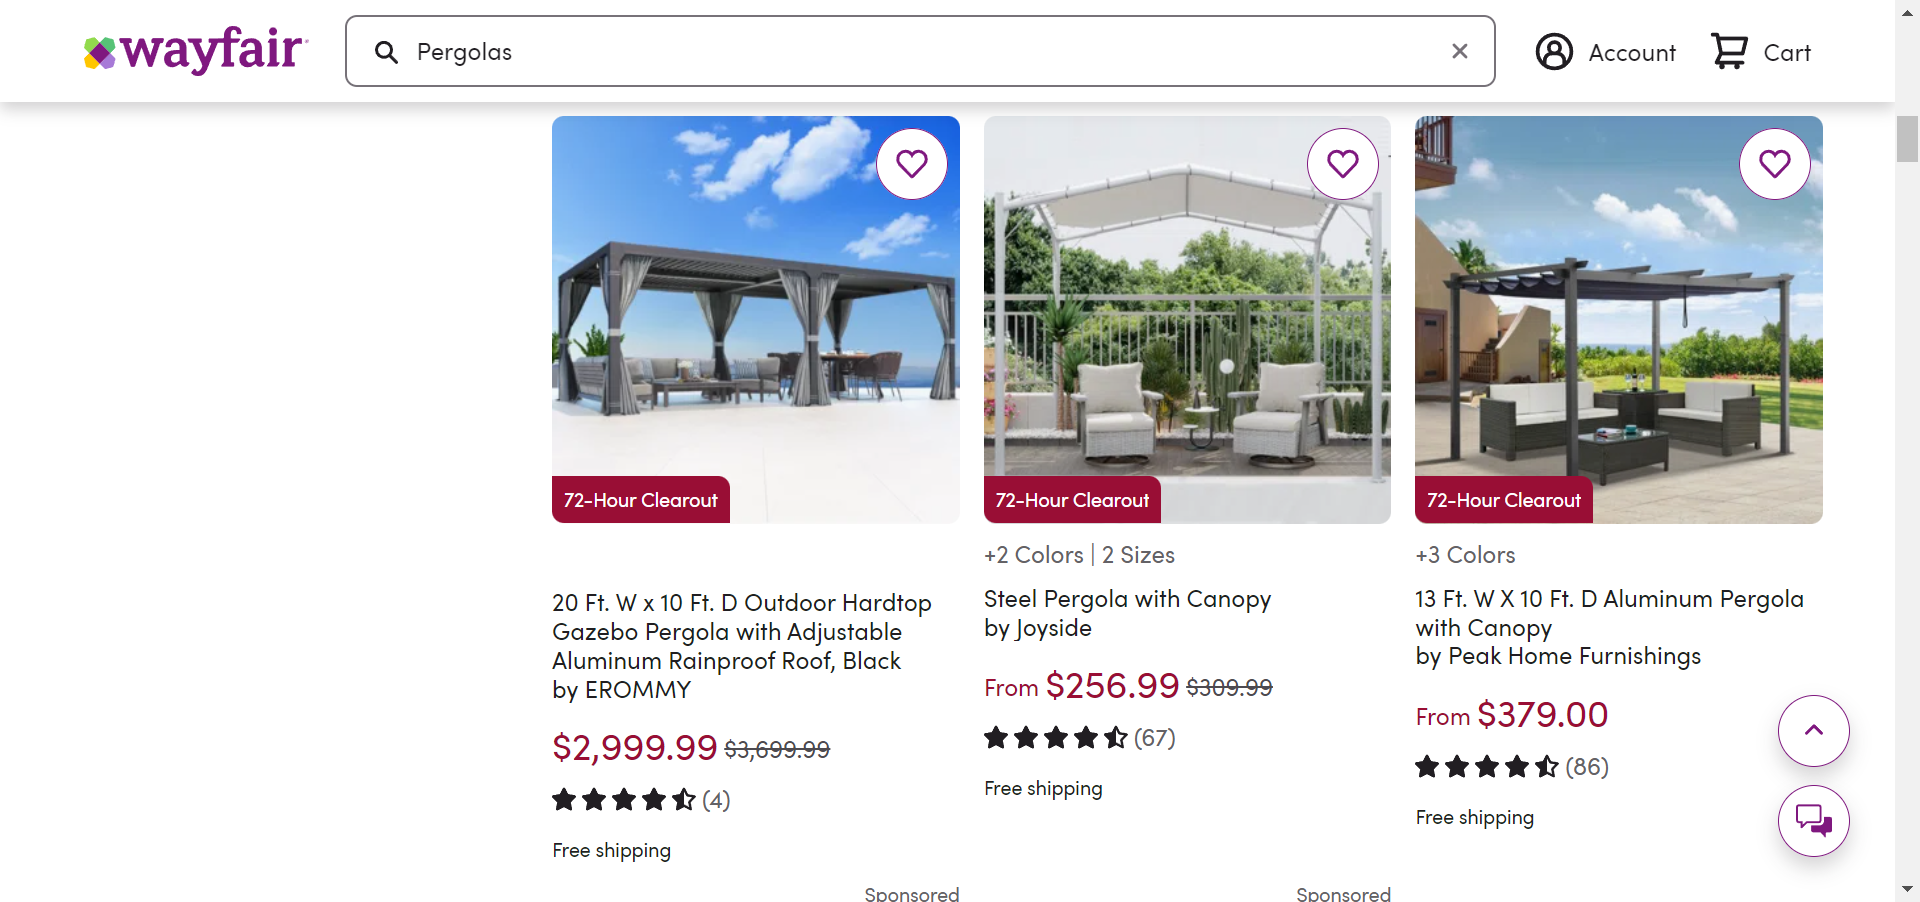 wayfair
Pergolas
Account
Cart
72-Hour Clearout
72-Hour Clearout
72-Hour Clearout
20 Ft. W x 10 Ft. D Outdoor Hardtop
Gazebo Pergola with Adjustable
Aluminum Rainproof Roof, Black
by EROMMY
$2,999.99 $3,699.99
(4)
Free shipping
Sponsored
+2 Colors | 2 Sizes
Steel Pergola with Canopy
by Joyside
From $256.99 $309.99
(67)
Free shipping
Sponsored
+3 Colors
13 Ft. W X 10 Ft. D Aluminum Pergola
with Canopy
by Peak Home Furnishings
From $379.00
(86)
Free shipping